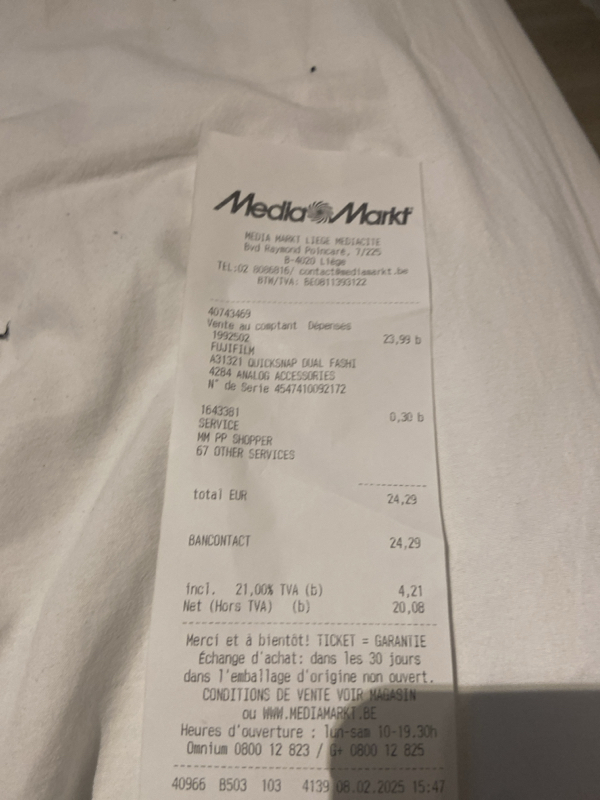 Media Markt
MEDIA MARKT LIEGE MEDIACITE
Bvd Raymond Poincaré, 7/225
B-4020 Liège
TEL:02 8086816/ contact@mediamarkt.be
BTW/TVA: BE0811393122
40743469
Vente au comptant Dépenses
1992502 23,99 b
FUJIFILM
A31321 QUICKSNAP DUAL FASHI
4284 ANALOG ACCESSORIES
N° de Serie 4547410092172
1643381 0,30 b
SERVICE
MM PP SHOPPER
67 OTHER SERVICES
total EUR 24,29
BANCONTACT 24,29
incl. 21,00% TVA (b) 4,21
Net (Hors TVA) (b) 20,08
Merci et à bientôt! TICKET = GARANTIE
Échange d'achat: dans les 30 jours
dans l'emballage d'origine non ouvert.
CONDITIONS DE VENTE VOIR MAGASIN
ou WWW.MEDIAMARKT.BE
Heures d'ouverture : lun-sam 10-19.30h
Omnium 0800 12 823 / G+ 0800 12 825
40966 B503 103 4139 08.02.2025 15:47